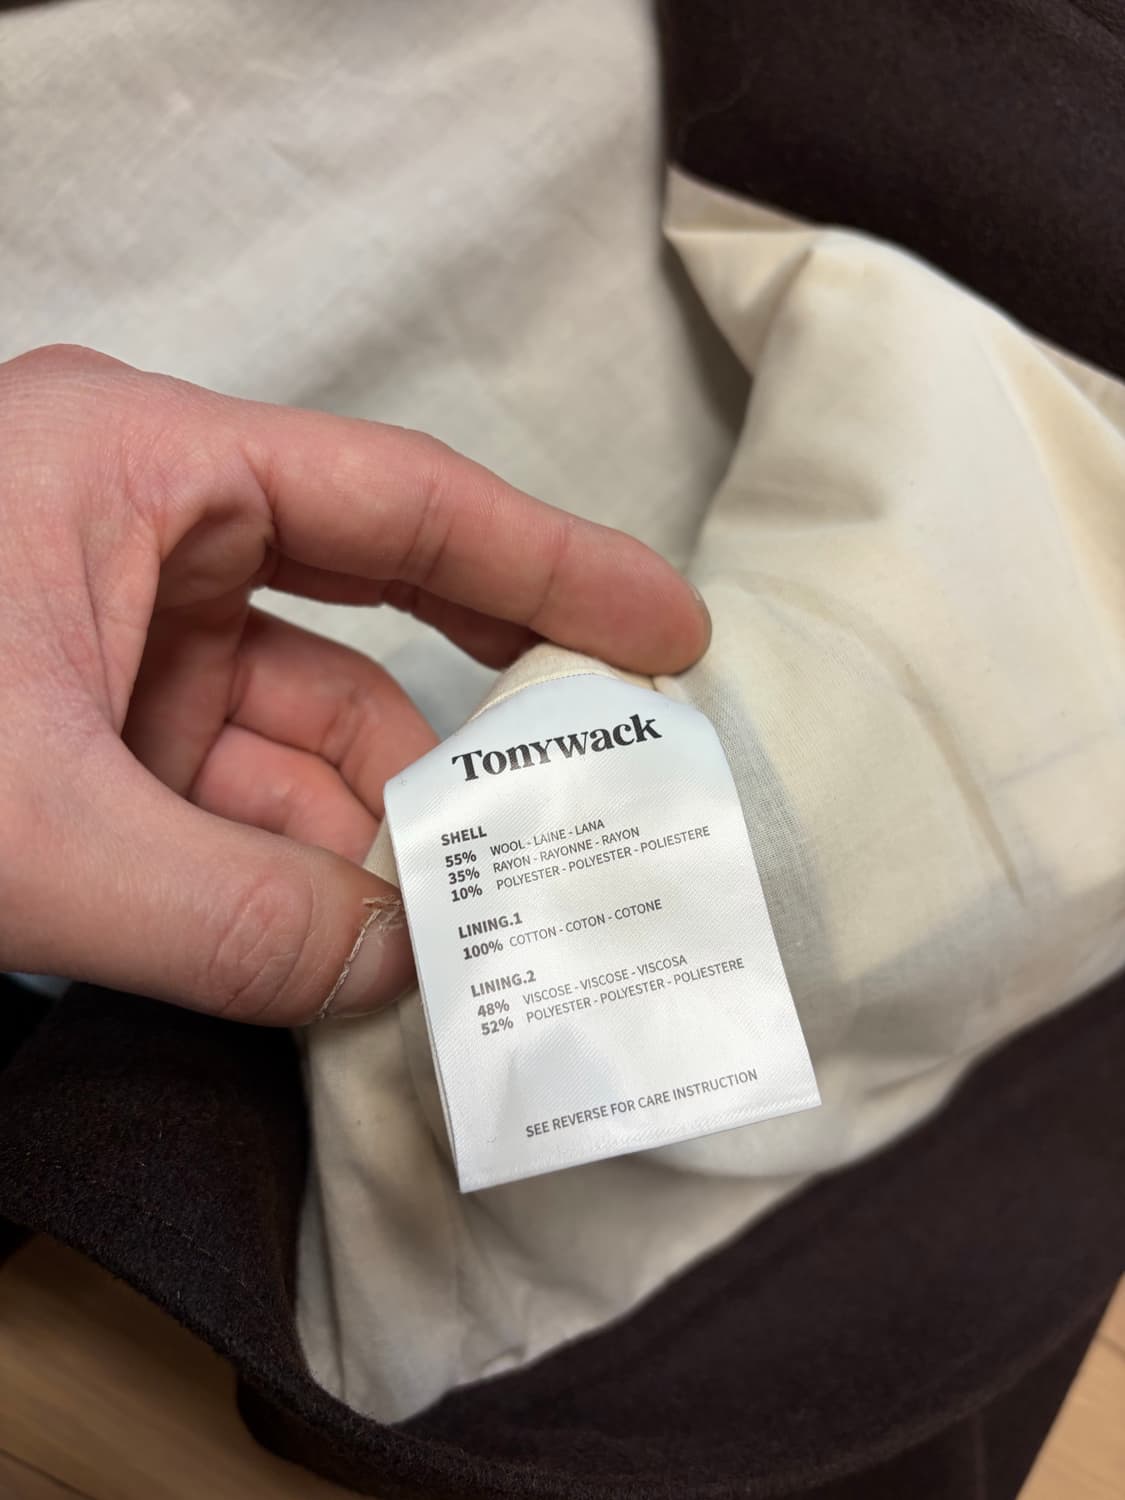 Tonywack
SHELL
55% WOOL - LAINE - LANA
35% RAYON - RAYONNE - RAYON
10% POLYESTER - POLYESTER - POLIESTERE
LINING.1
100% COTTON - COTON - COTONE
LINING.2
48% VISCOSE - VISCOSE - VISCOSA
52% POLYESTER - POLYESTER - POLIESTERE
SEE REVERSE FOR CARE INSTRUCTION